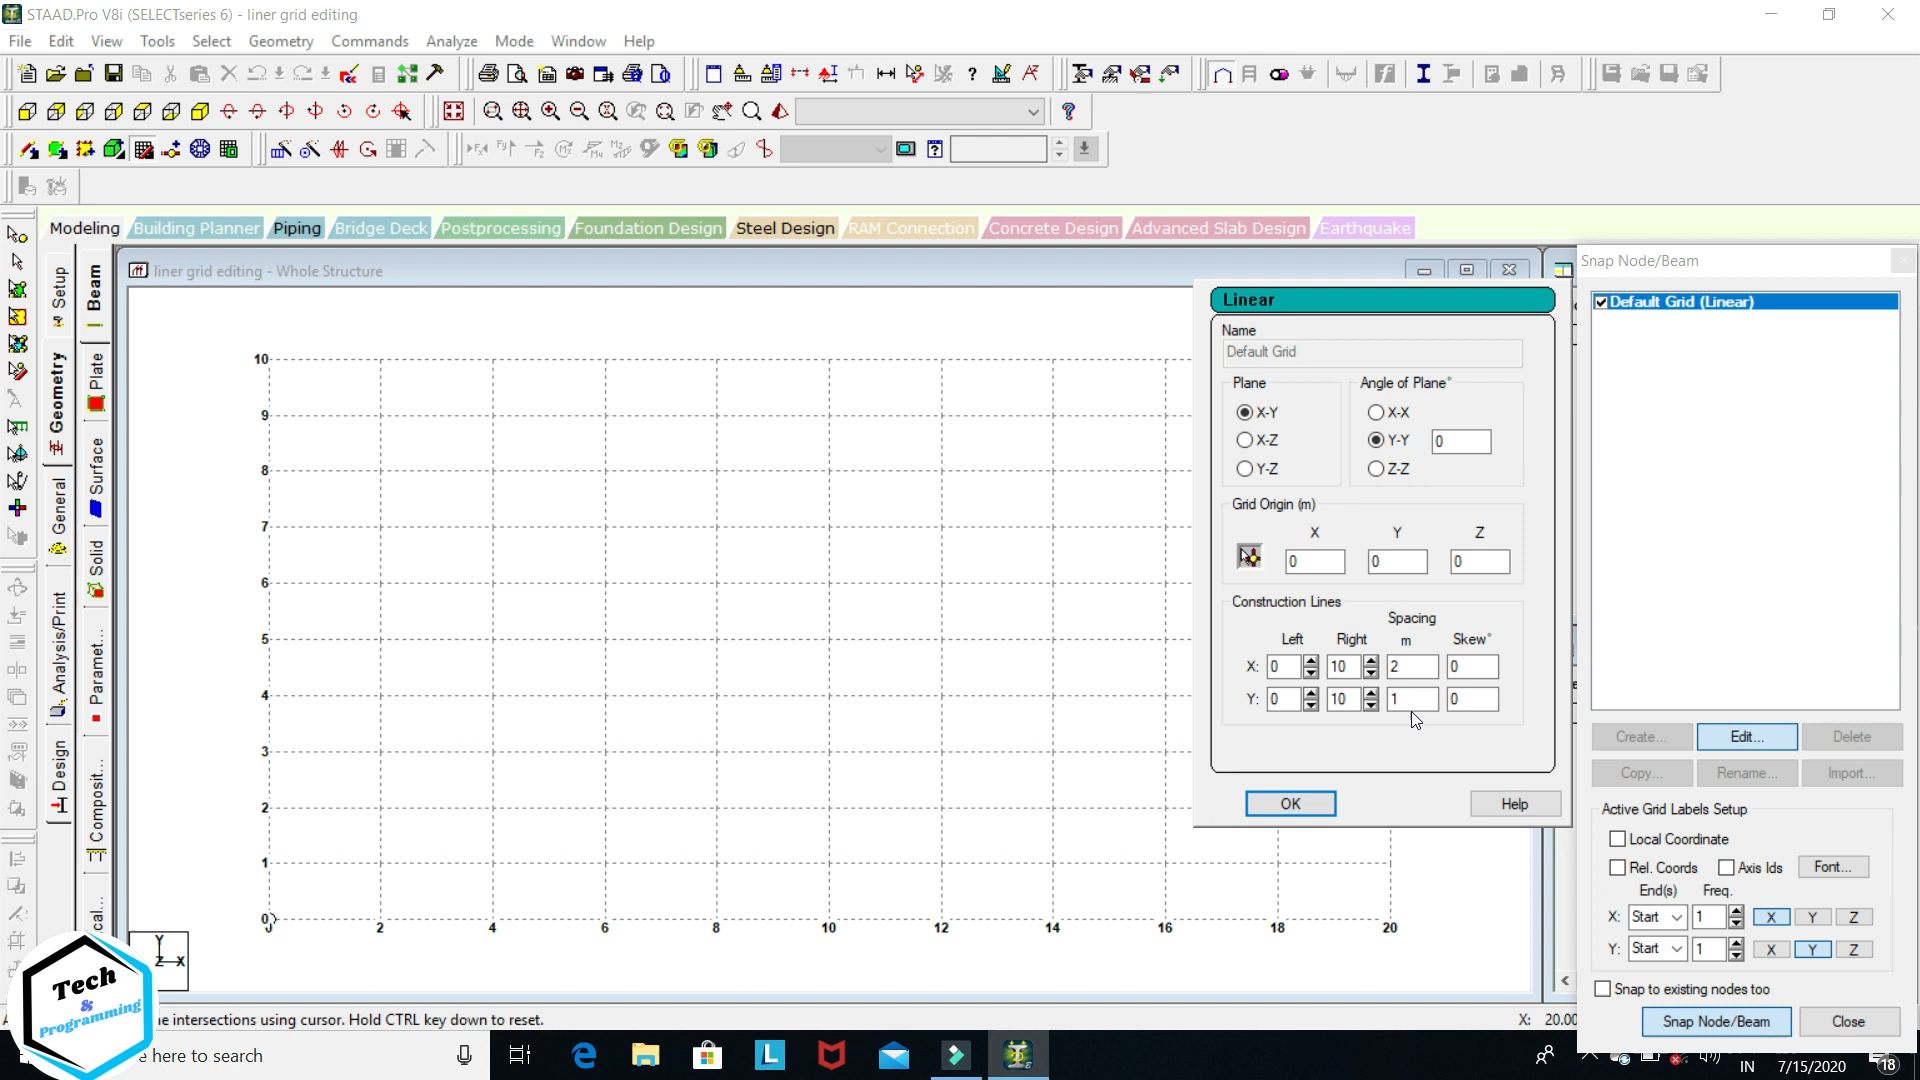 STAAD.Pro V8i (SELECTseries 6) - liner grid editing
File Edit View Tools Select Geometry Commands Analyze Mode Window Help
Modeling Building Planner Piping Bridge Deck Postprocessing Foundation Design Steel Design RAM Connection Concrete Design Advanced Slab Design Earthquake
Setup
Geometry
General
Analysis/Print
Design
Beam
Plate
Surface
Solid
Paramet...
Composit...
cal...
liner grid editing - Whole Structure
10
9
8
7
6
5
4
3
2
1
0
2 4 6 8 10 12 14 16 18 20
Y
Z X
Linear
Name
Default Grid
Plane Angle of Plane°
X-Y X-X
X-Z Y-Y 0
Y-Z Z-Z
Grid Origin (m)
X Y Z
0 0 0
Construction Lines
Spacing
Left Right m Skew°
X: 0 10 2 0
Y: 0 10 1 0
OK Help
Snap Node/Beam
Default Grid (Linear)
Create... Edit... Delete
Copy... Rename... Import...
Active Grid Labels Setup
Local Coordinate
Rel. Coords Axis Ids Font...
End(s) Freq.
X: Start 1 X Y Z
Y: Start 1 X Y Z
Snap to existing nodes too
Snap Node/Beam Close
e intersections using cursor. Hold CTRL key down to reset.
X: 20.00
Tech
&
Programming
e here to search
IN 7/15/2020 18